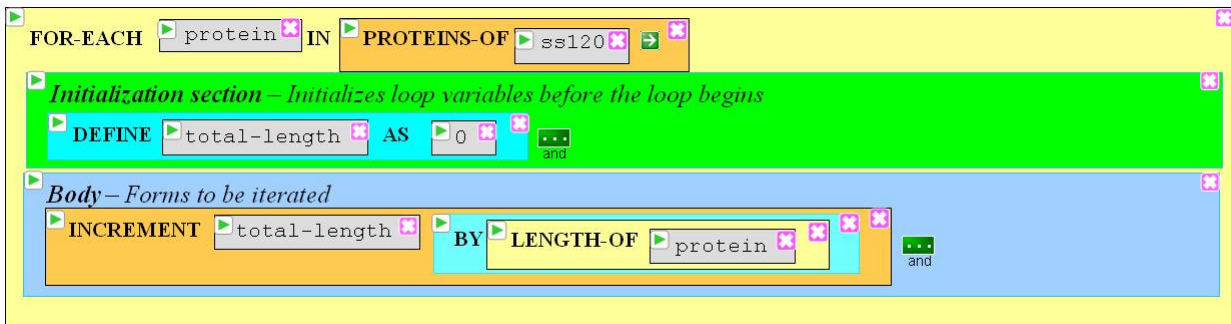 FOR-EACH protein IN PROTEINS-OF ss120
Initialization section – Initializes loop variables before the loop begins
DEFINE total-length AS 0 ...
and
Body – Forms to be iterated
INCREMENT total-length BY LENGTH-OF protein ...
and